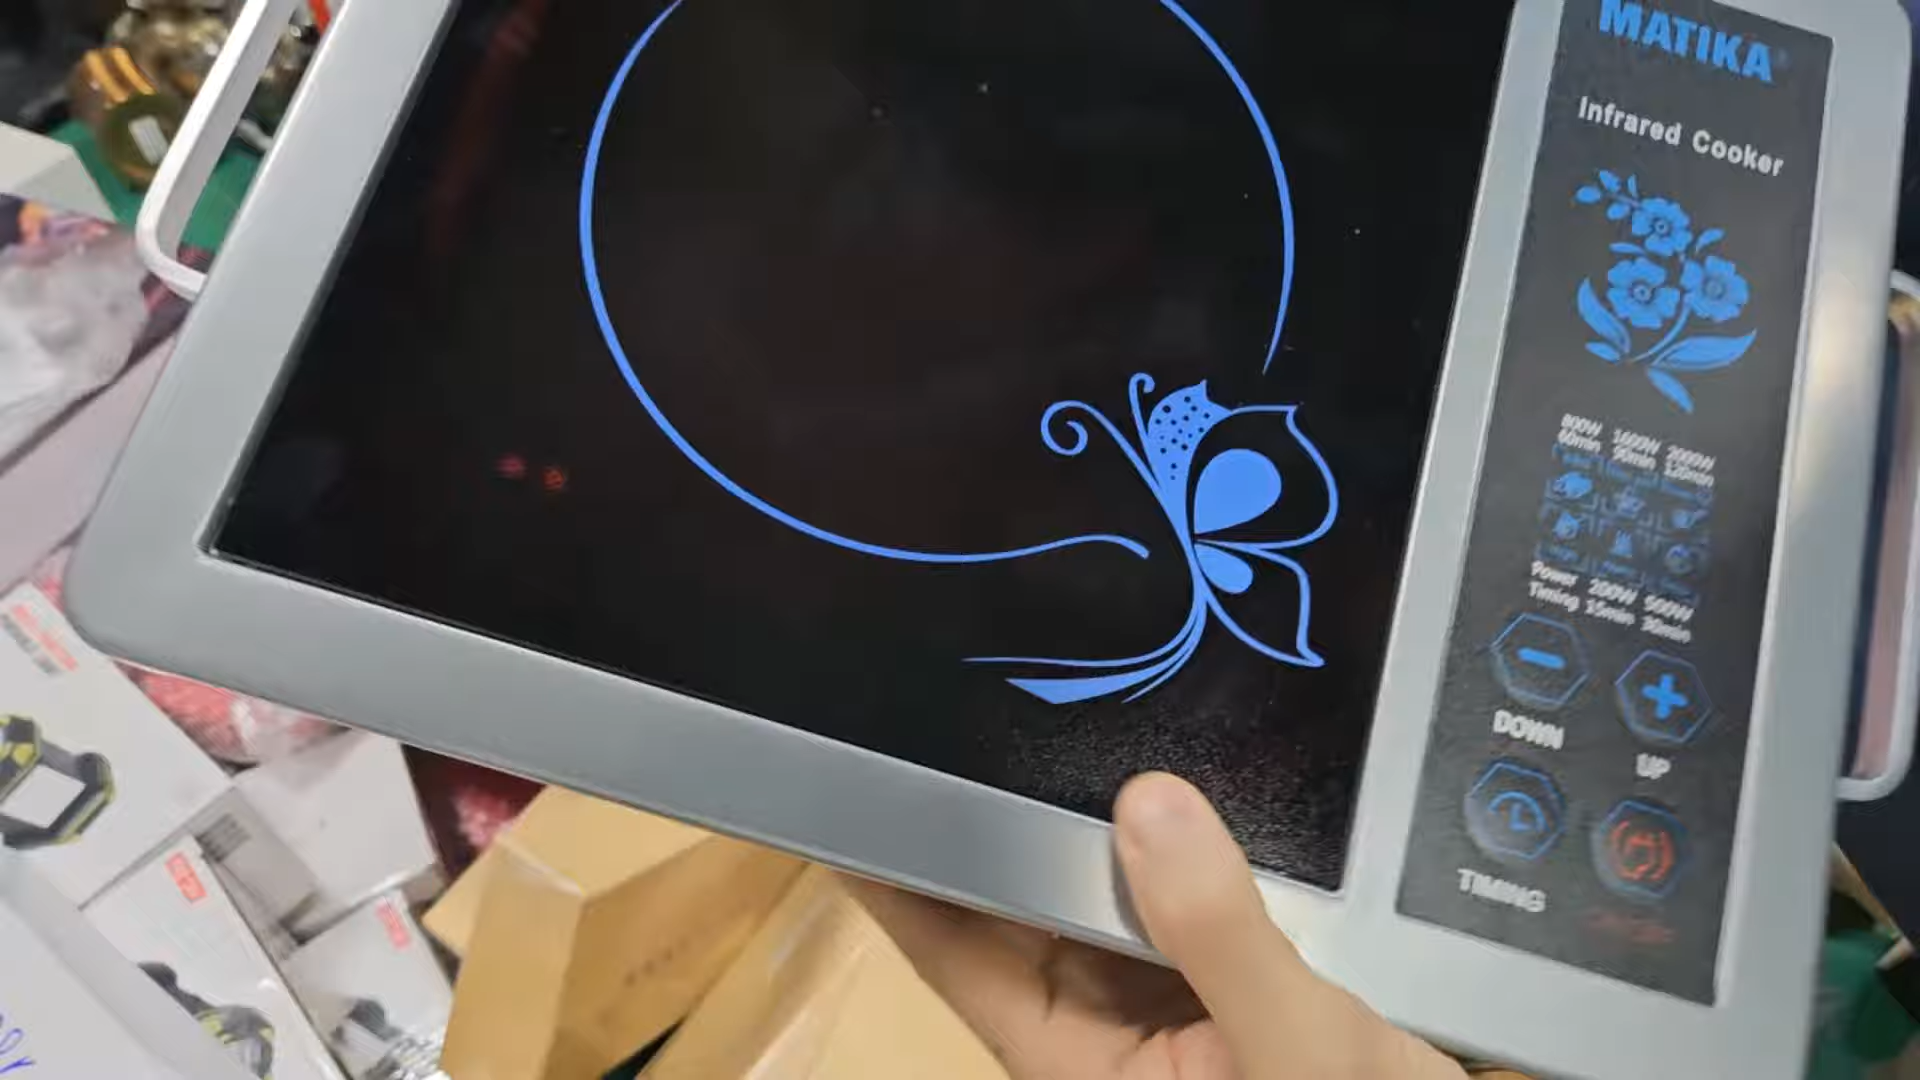 MATIKA
Infrared Cooker
800W 1600W 2000W
60min 90min 120min
Power 200W 500W
Timing 15min 30min
DOWN
UP
TIMING